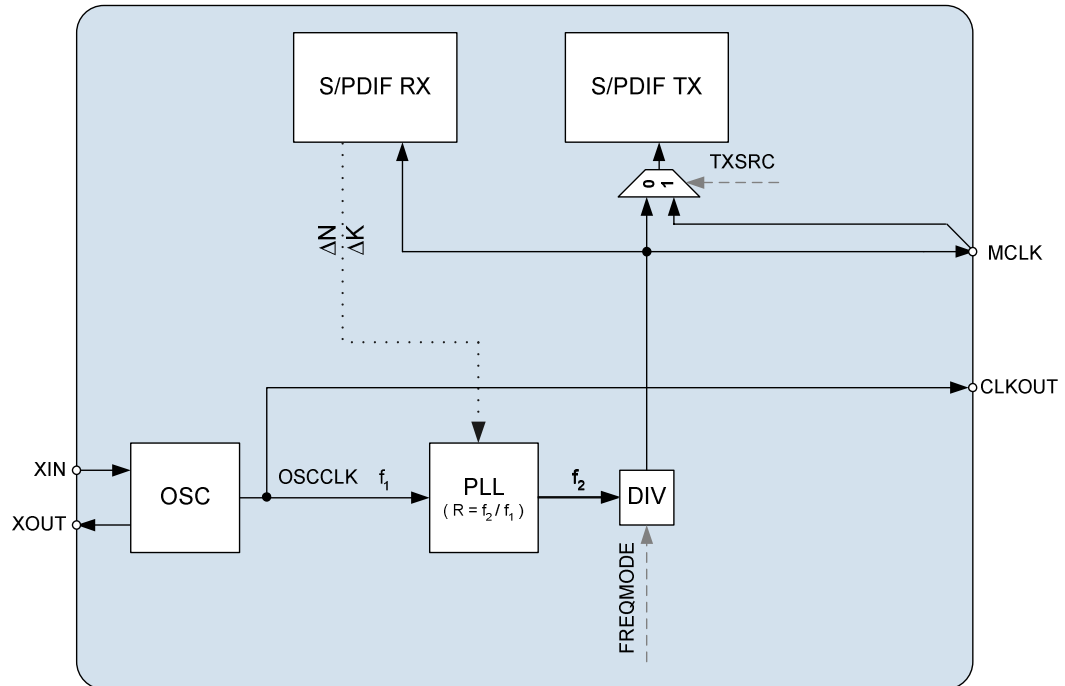 S/PDIF RX
S/PDIF TX
TXSRC
0
1
ΔN
ΔK
MCLK
CLKOUT
XIN
OSCCLK f₁
f₂
OSC
PLL
( R = f₂ / f₁ )
DIV
XOUT
FREQMODE